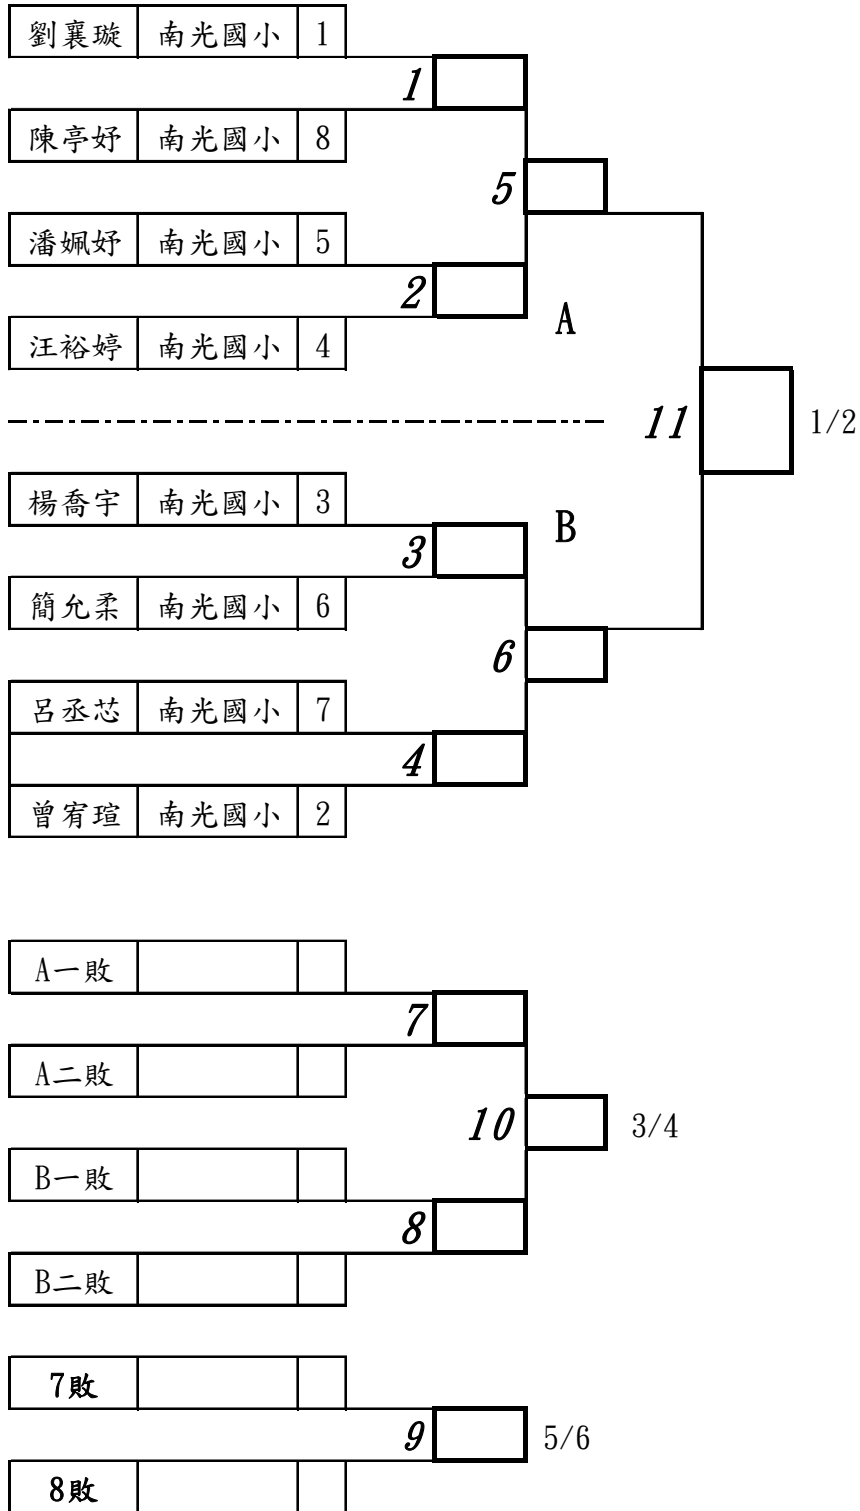 劉襄璇 南光國小 1
1
陳亭妤 南光國小 8
5
潘姵妤 南光國小 5
2
A
汪裕婷 南光國小 4
11 1/2
楊喬宇 南光國小 3
B
3
簡允柔 南光國小 6
6
呂丞芯 南光國小 7
4
曾宥瑄 南光國小 2
A一敗
7
A二敗
10 3/4
B一敗
8
B二敗
7敗
9 5/6
8敗